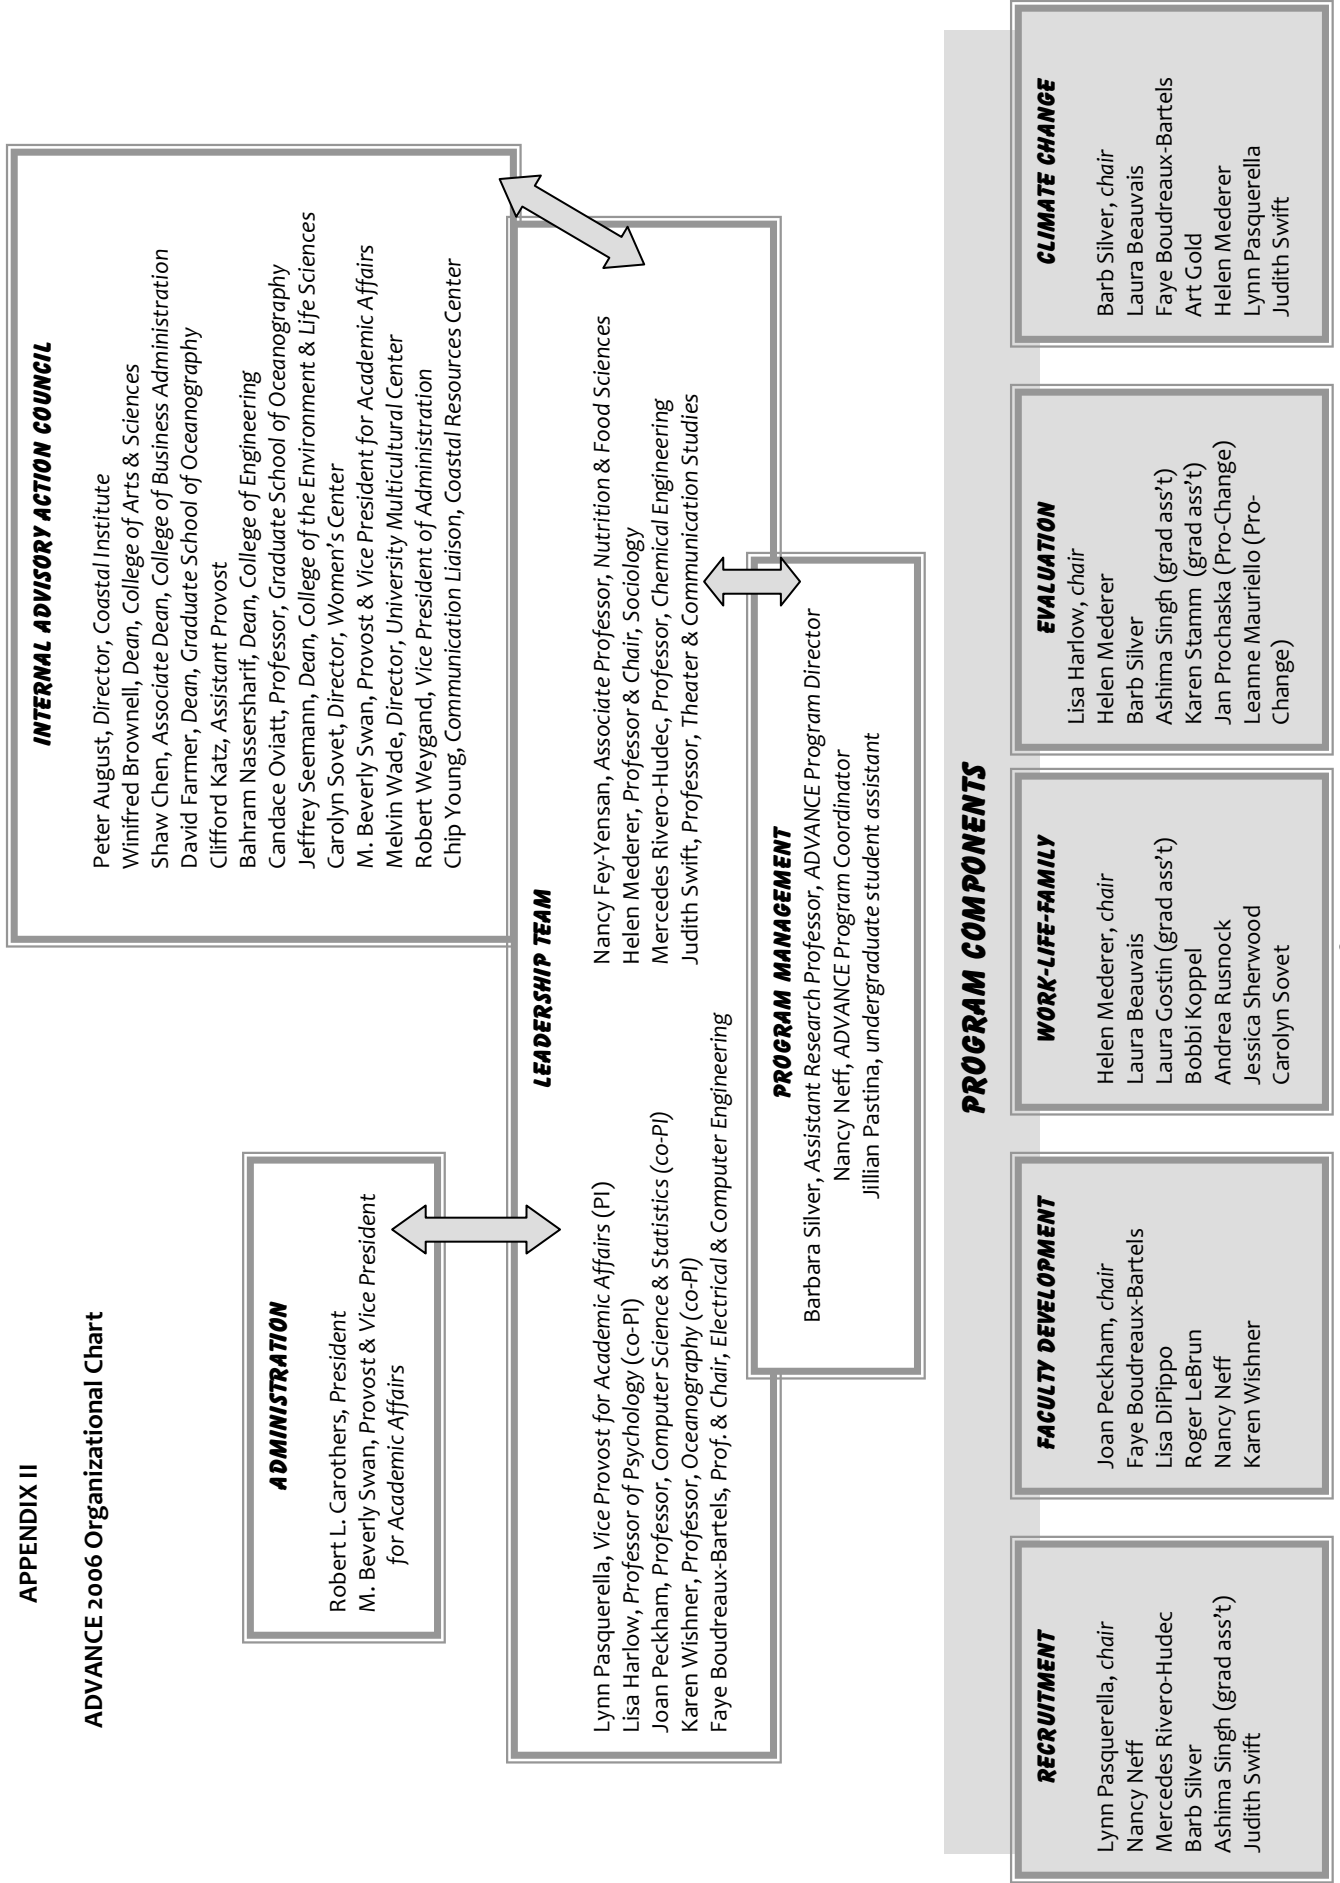 APPENDIX II
ADVANCE 2006 Organizational Chart
ADMINISTRATION
Robert L. Carothers, President
M. Beverly Swan, Provost & Vice President
for Academic Affairs
INTERNAL ADVISORY ACTION COUNCIL
Peter August, Director, Coastal Institute
Winifred Brownell, Dean, College of Arts & Sciences
Shaw Chen, Associate Dean, College of Business Administration
David Farmer, Dean, Graduate School of Oceanography
Clifford Katz, Assistant Provost
Bahram Nassersharif, Dean, College of Engineering
Candace Oviatt, Professor, Graduate School of Oceanography
Jeffrey Seemann, Dean, College of the Environment & Life Sciences
Carolyn Sovet, Director, Women's Center
M. Beverly Swan, Provost & Vice President for Academic Affairs
Melvin Wade, Director, University Multicultural Center
Robert Weygand, Vice President of Administration
Chip Young, Communication Liaison, Coastal Resources Center
LEADERSHIP TEAM
Lynn Pasquerella, Vice Provost for Academic Affairs (PI)
Lisa Harlow, Professor of Psychology (co-PI)
Joan Peckham, Professor, Computer Science & Statistics (co-PI)
Karen Wishner, Professor, Oceanography (co-PI)
Faye Boudreaux-Bartels, Prof. & Chair, Electrical & Computer Engineering
Nancy Fey-Yensan, Associate Professor, Nutrition & Food Sciences
Helen Mederer, Professor & Chair, Sociology
Mercedes Rivero-Hudec, Professor, Chemical Engineering
Judith Swift, Professor, Theater & Communication Studies
PROGRAM MANAGEMENT
Barbara Silver, Assistant Research Professor, ADVANCE Program Director
Nancy Neff, ADVANCE Program Coordinator
Jillian Pastina, undergraduate student assistant
PROGRAM COMPONENTS
RECRUITMENT
Lynn Pasquerella, chair
Nancy Neff
Mercedes Rivero-Hudec
Barb Silver
Ashima Singh (grad ass't)
Judith Swift
FACULTY DEVELOPMENT
Joan Peckham, chair
Faye Boudreaux-Bartels
Lisa DiPippo
Roger LeBrun
Nancy Neff
Karen Wishner
WORK-LIFE-FAMILY
Helen Mederer, chair
Laura Beauvais
Laura Gostin (grad ass't)
Bobbi Koppel
Andrea Rusnock
Jessica Sherwood
Carolyn Sovet
EVALUATION
Lisa Harlow, chair
Helen Mederer
Barb Silver
Ashima Singh (grad ass't)
Karen Stamm (grad ass't)
Jan Prochaska (Pro-Change)
Leanne Mauriello (Pro-
Change)
CLIMATE CHANGE
Barb Silver, chair
Laura Beauvais
Faye Boudreaux-Bartels
Art Gold
Helen Mederer
Lynn Pasquerella
Judith Swift